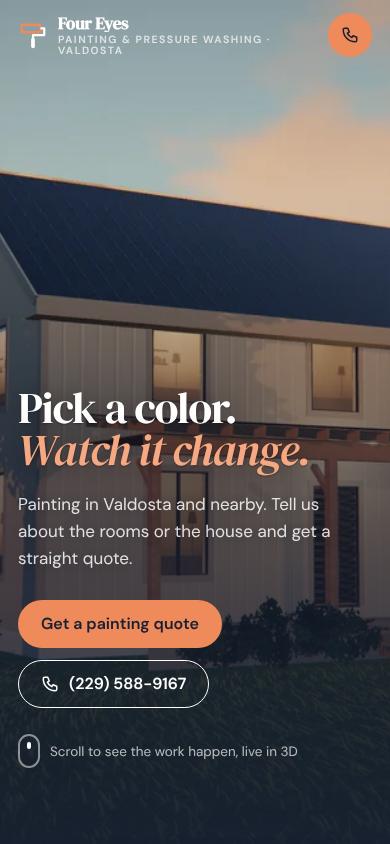 Four Eyes
PAINTING & PRESSURE WASHING ·
VALDOSTA
Pick a color.
Watch it change.
Painting in Valdosta and nearby. Tell us
about the rooms or the house and get a
straight quote.
Get a painting quote
(229) 588-9167
Scroll to see the work happen, live in 3D